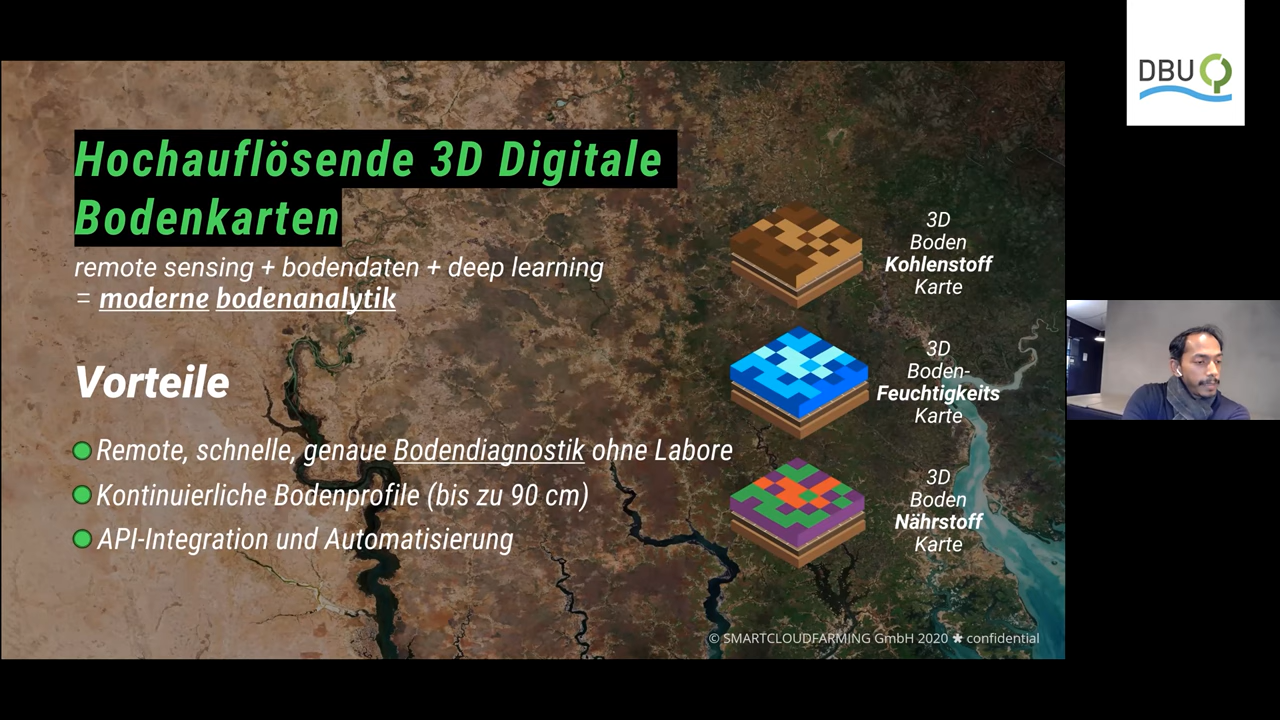 DBU
Hochauflösende 3D Digitale
Bodenkarten
remote sensing + bodendaten + deep learning
= moderne bodenanalytik
Vorteile
Remote, schnelle, genaue Bodendiagnostik ohne Labore
Kontinuierliche Bodenprofile (bis zu 90 cm)
API-Integration und Automatisierung
3D
Boden
Kohlenstoff
Karte
3D
Boden-
Feuchtigkeits
Karte
3D
Boden
Nährstoff
Karte
© SMARTCLOUDFARMING GmbH 2020 ✱ confidential